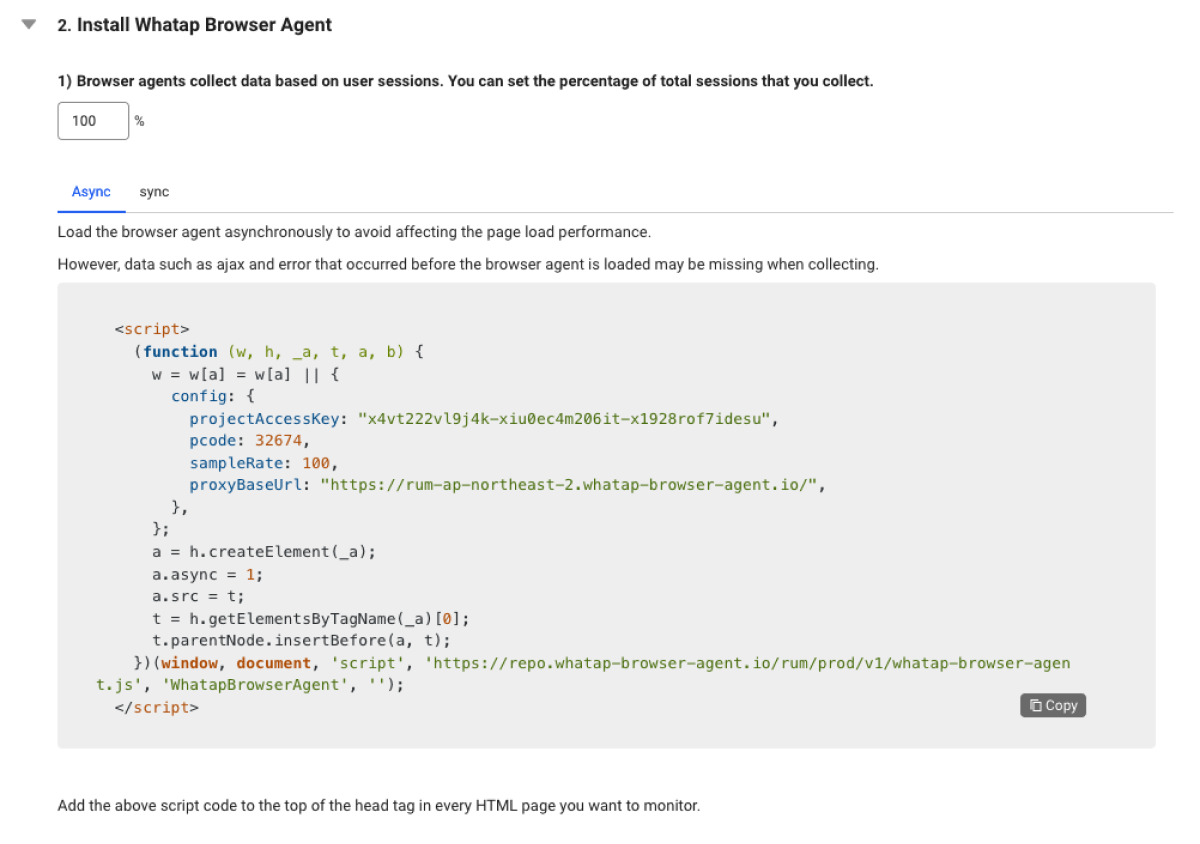 2. Install Whatap Browser Agent
1) Browser agents collect data based on user sessions. You can set the percentage of total sessions that you collect.
100 %
Async sync
Load the browser agent asynchronously to avoid affecting the page load performance.
However, data such as ajax and error that occurred before the browser agent is loaded may be missing when collecting.
<script>
(function (w, h, _a, t, a, b) {
w = w[a] = w[a] || {
config: {
projectAccessKey: "x4vt222vl9j4k-xiu0ec4m206it-x1928rof7idesu",
pcode: 32674,
sampleRate: 100,
proxyBaseUrl: "https://rum-ap-northeast-2.whatap-browser-agent.io/",
},
};
a = h.createElement(_a);
a.async = 1;
a.src = t;
t = h.getElementsByTagName(_a)[0];
t.parentNode.insertBefore(a, t);
})(window, document, 'script', 'https://repo.whatap-browser-agent.io/rum/prod/v1/whatap-browser-agen
t.js', 'WhatapBrowserAgent', '');
</script>
Copy
Add the above script code to the top of the head tag in every HTML page you want to monitor.